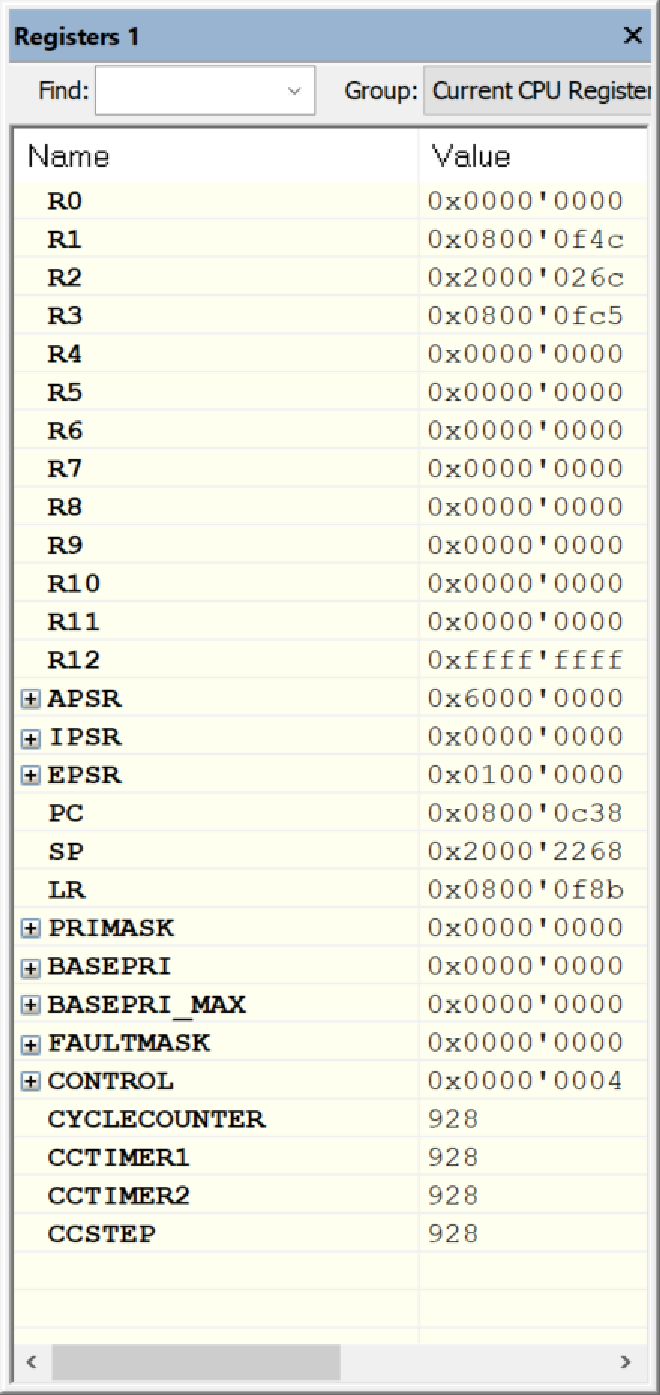 Registers 1
Find: Group: Current CPU Register
Name Value
R0 0x0000'0000
R1 0x0800'0f4c
R2 0x2000'026c
R3 0x0800'0fc5
R4 0x0000'0000
R5 0x0000'0000
R6 0x0000'0000
R7 0x0000'0000
R8 0x0000'0000
R9 0x0000'0000
R10 0x0000'0000
R11 0x0000'0000
R12 0xffff'ffff
APSR 0x6000'0000
IPSR 0x0000'0000
EPSR 0x0100'0000
PC 0x0800'0c38
SP 0x2000'2268
LR 0x0800'0f8b
PRIMASK 0x0000'0000
BASEPRI 0x0000'0000
BASEPRI_MAX 0x0000'0000
FAULTMASK 0x0000'0000
CONTROL 0x0000'0004
CYCLECOUNTER 928
CCTIMER1 928
CCTIMER2 928
CCSTEP 928